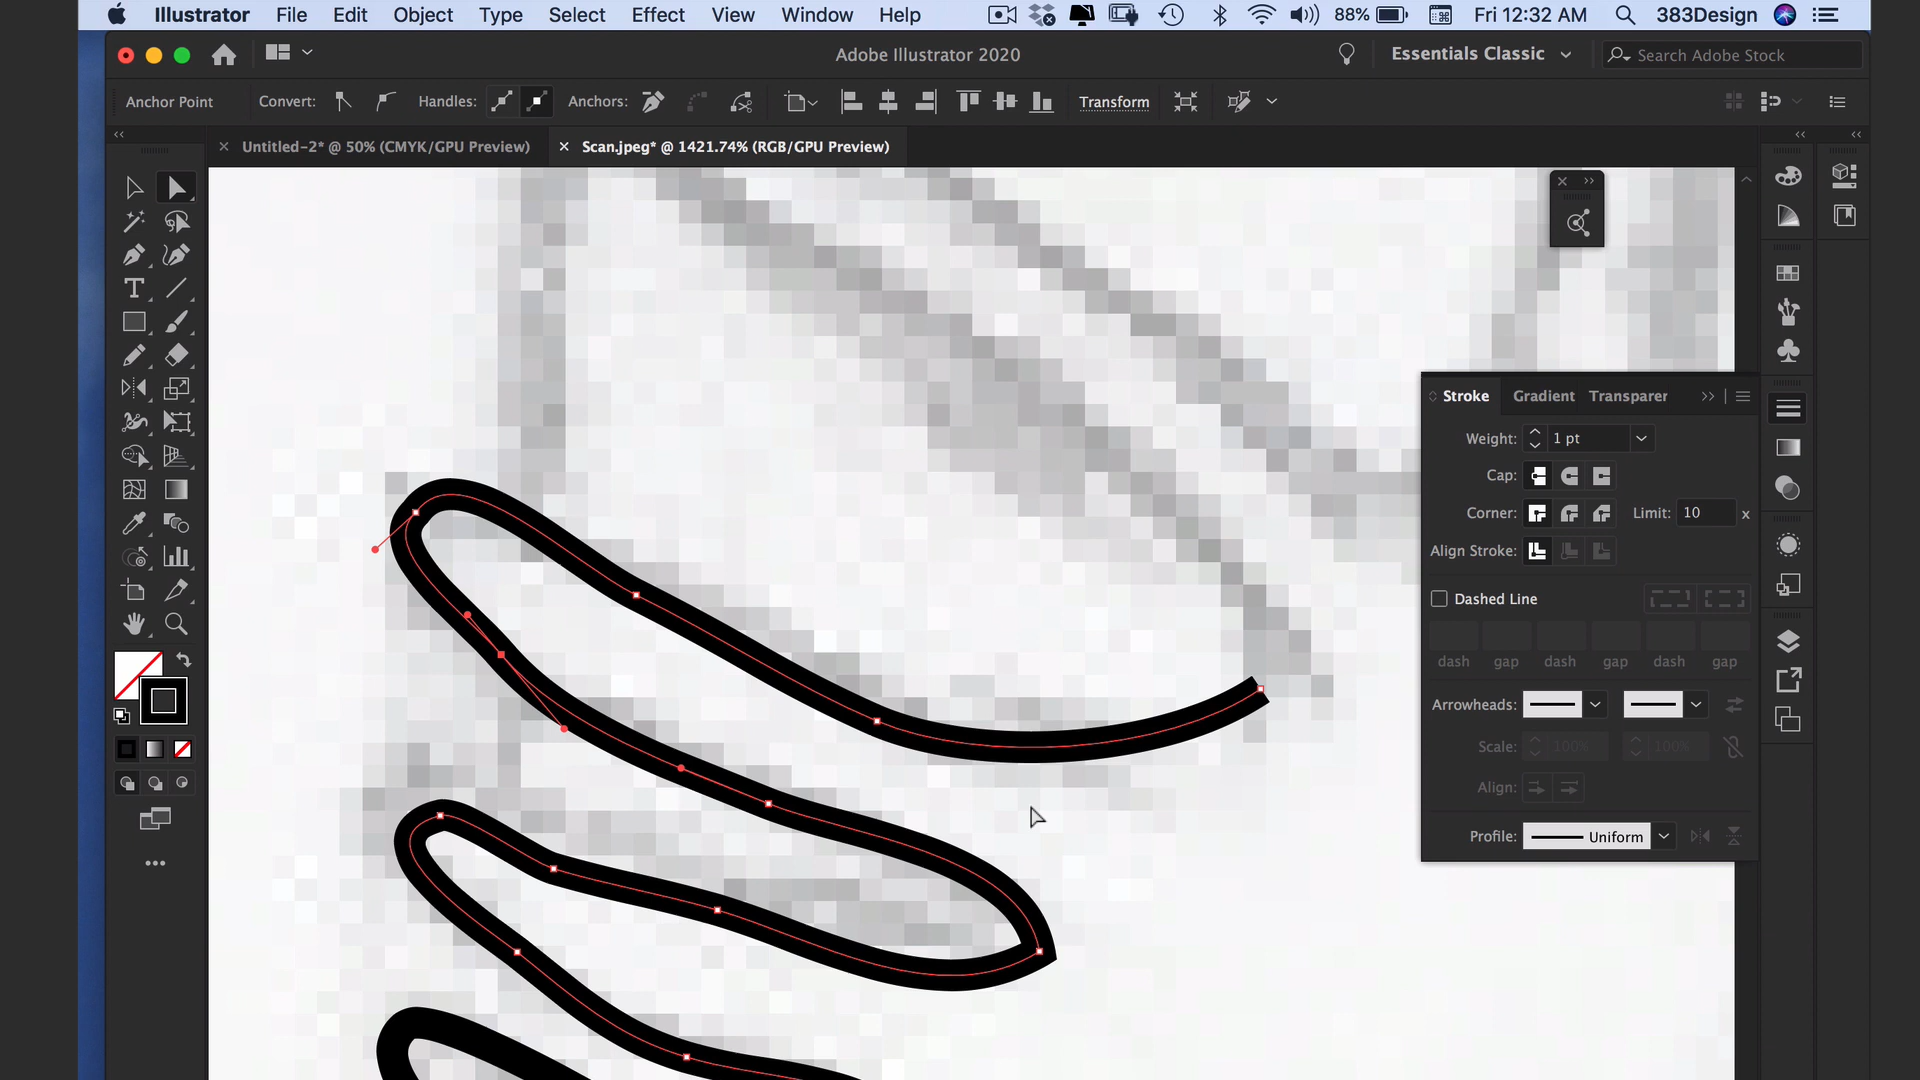 Illustrator File Edit Object Type Select Effect View Window Help 88% Fri 12:32 AM 383Design
Adobe Illustrator 2020 Essentials Classic Search Adobe Stock
Anchor Point Convert: Handles: Anchors: Transform
Untitled-2* @ 50% (CMYK/GPU Preview) Scan.jpeg* @ 1421.74% (RGB/GPU Preview)
Stroke Gradient Transparer
Weight: 1 pt
Cap:
Corner: Limit: 10 x
Align Stroke:
Dashed Line
dash gap dash gap dash gap
Arrowheads:
Scale: 100% 100%
Align:
Profile: Uniform